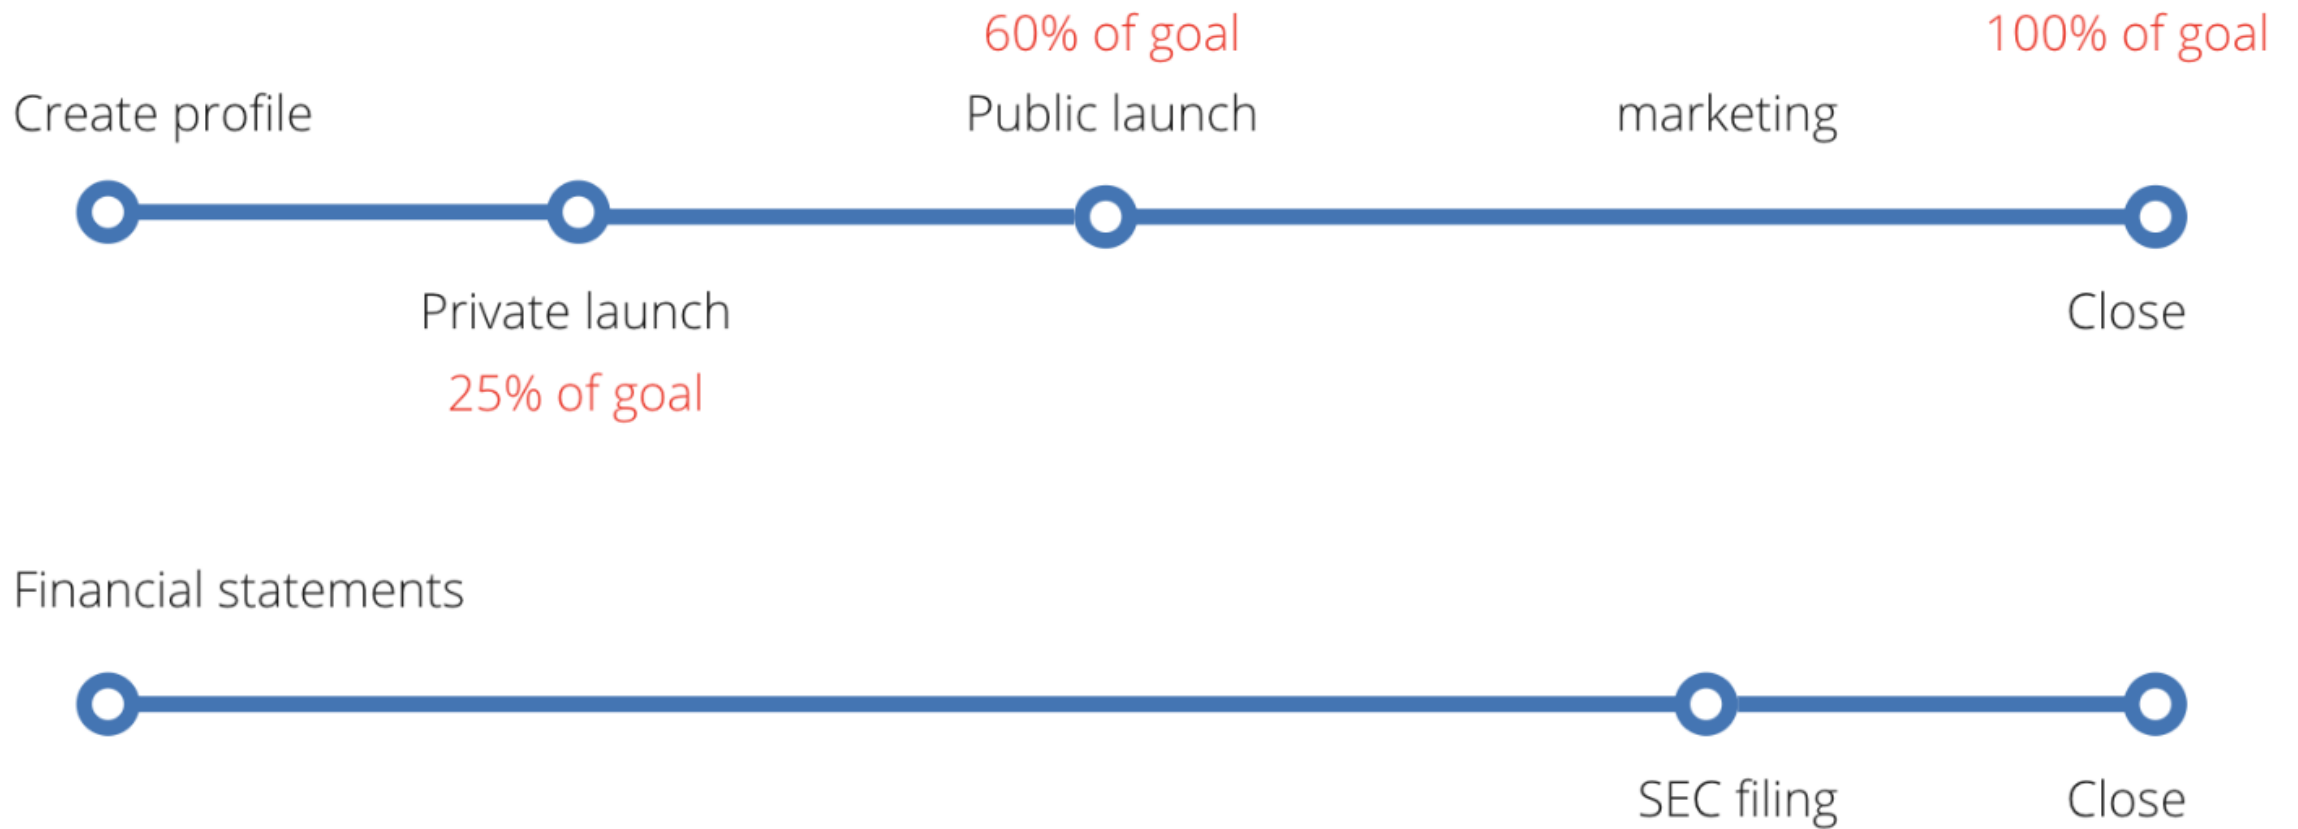 60% of goal
100% of goal
Create profile
Public launch
marketing
Private launch
Close
25% of goal
Financial statements
SEC filing
Close